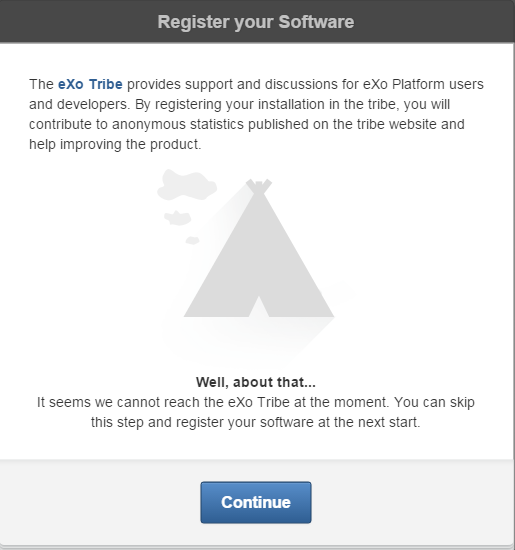 Register your Software
The eXo Tribe provides support and discussions for eXo Platform users
and developers. By registering your installation in the tribe, you will
contribute to anonymous statistics published on the tribe website and
help improving the product.
Well, about that...
It seems we cannot reach the eXo Tribe at the moment. You can skip
this step and register your software at the next start.
Continue